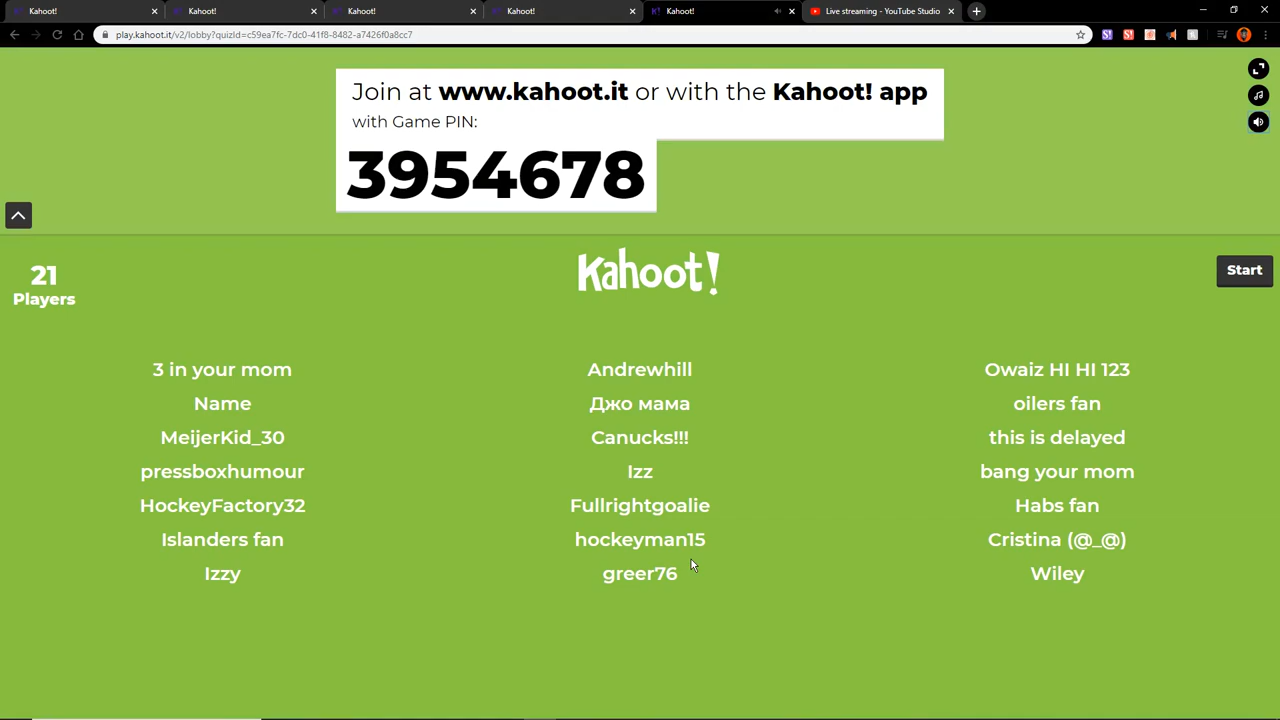 Kahoot!
Kahoot!
Kahoot!
Kahoot!
Kahoot!
Live streaming - YouTube Studio
play.kahoot.it/v2/lobby?quizId=c59ea7fc-7dc0-41f8-8482-a7426f0a8cc7
Join at www.kahoot.it or with the Kahoot! app
with Game PIN:
3954678
21
Players
Kahoot!
Start
3 in your mom
Andrewhill
Owaiz HI HI 123
Name
Джо мама
oilers fan
MeijerKid_30
Canucks!!!
this is delayed
pressboxhumour
Izz
bang your mom
HockeyFactory32
Fullrightgoalie
Habs fan
Islanders fan
hockeyman15
Cristina (@_@)
Izzy
greer76
Wiley